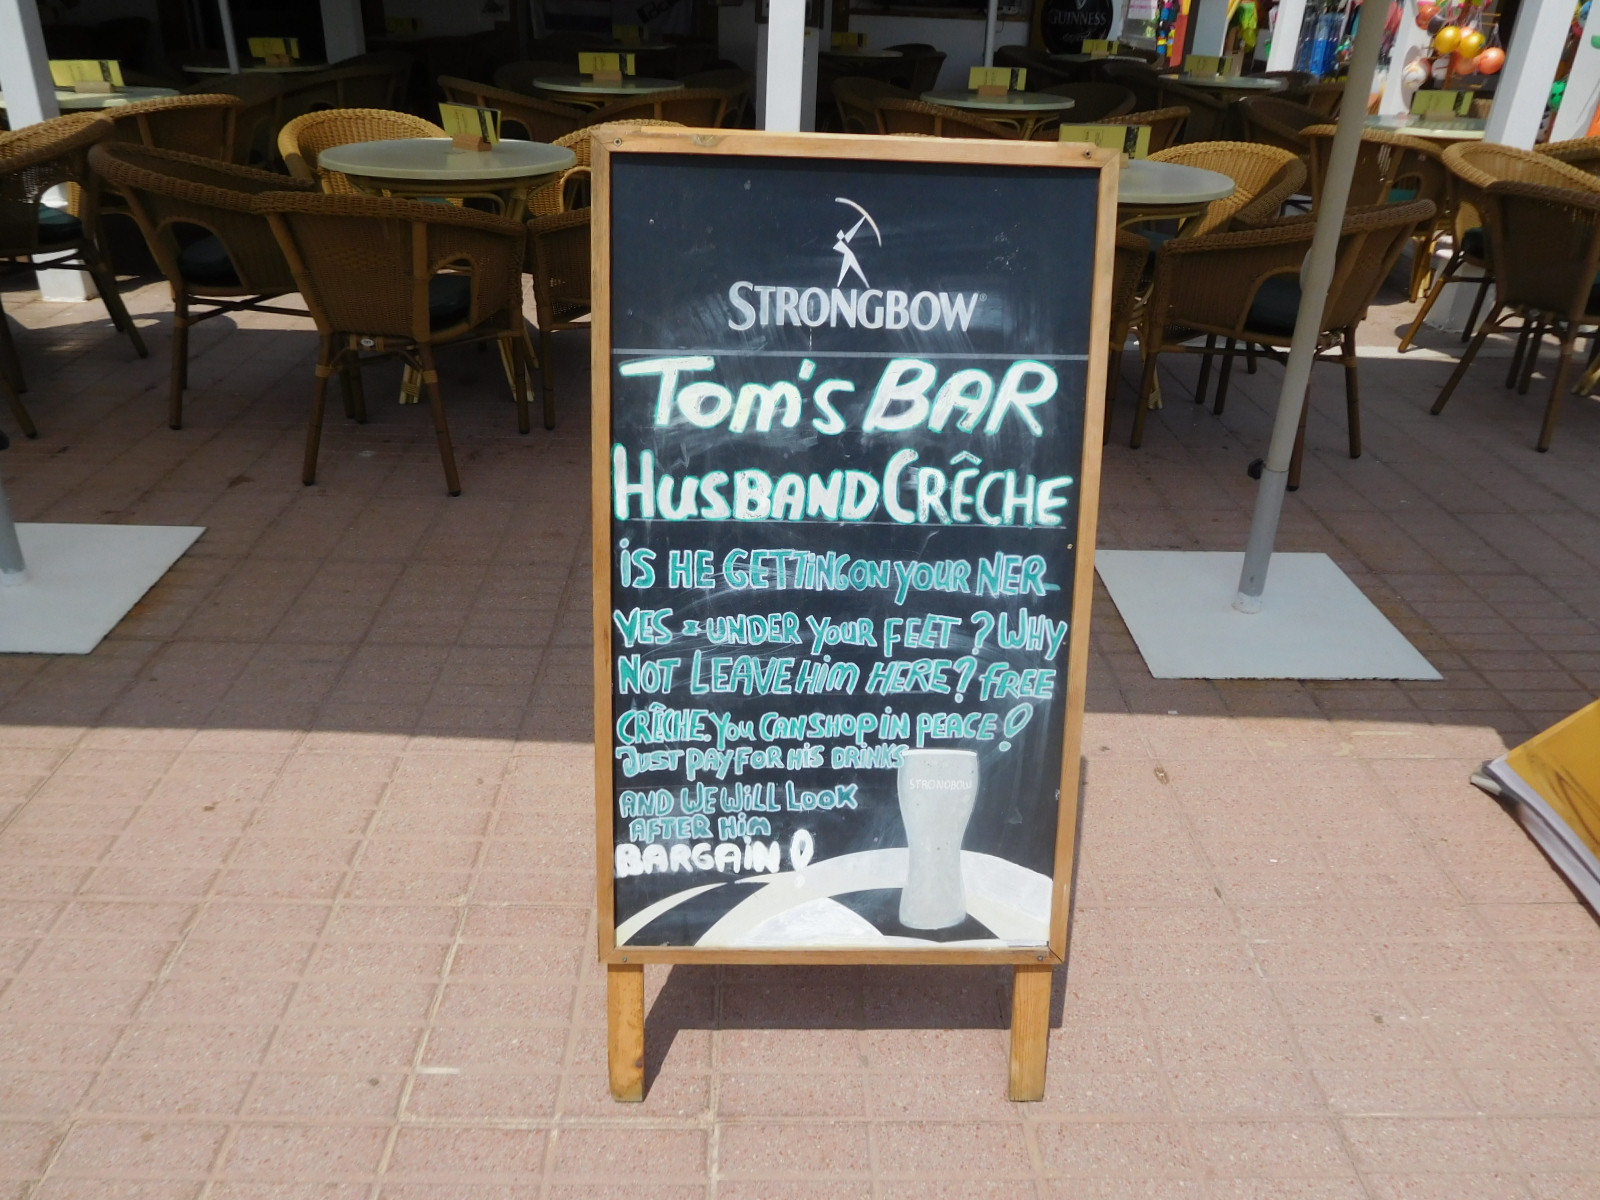 GUINNESS
STRONGBOW
Tom's BAR
HUSBAND CRÊCHE
iS HE GETTiNG ON YOUR NER-
VES & UNDER YOUR FEET ? WHY
NOT LEAVE HiM HERE? FREE
CRÊCHE. YOU CAN SHOP iN PEACE !
JUST PAY FOR HiS DRINKS
AND WE WiLL LOOK
AFTER HiM
BARGAiN !
STRONGBOW